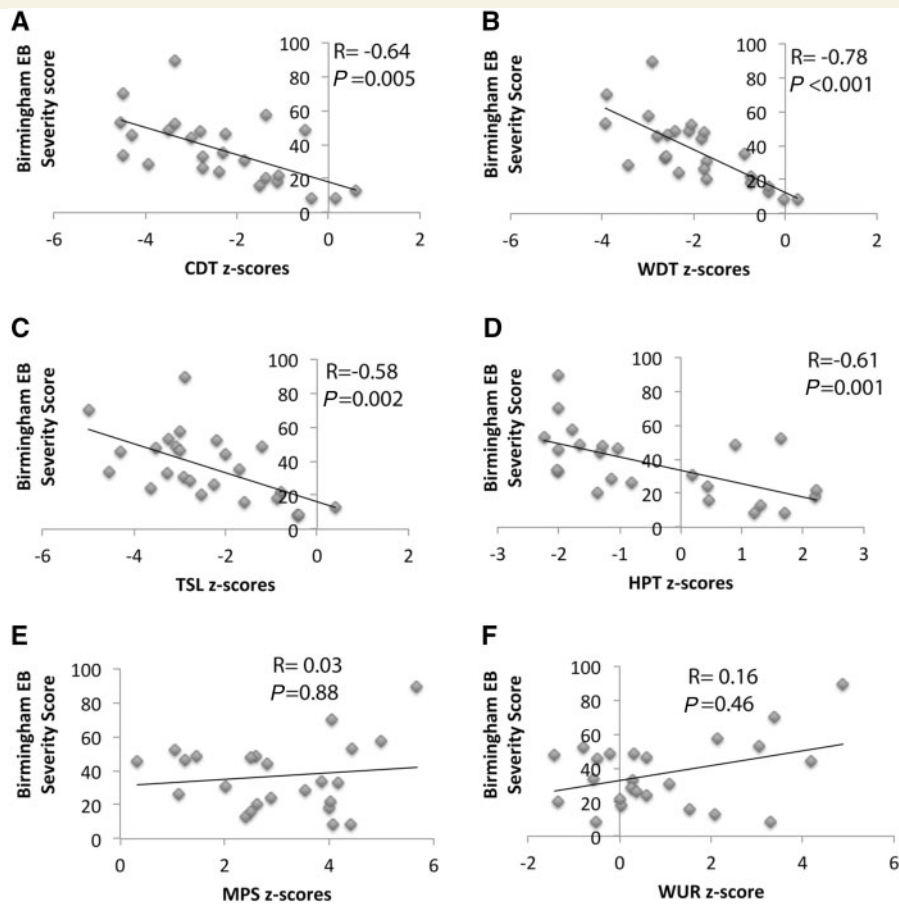 A
Birmingham EB
Severity score
100
80
60
40
20
0
R= -0.64
P=0.005
-6
-4
-2
0
2
CDT z-scores
B
Birmingham EB
Severity Score
100
80
60
40
20
0
R= -0.78
P<0.001
-6
-4
-2
0
2
WDT z-scores
C
Birmingham EB
Severity Score
100
80
60
40
20
0
R=-0.58
P=0.002
-6
-4
-2
0
2
TSL z-scores
D
Birmingham EB
Severity Score
100
80
60
40
20
0
R=-0.61
P=0.001
-3
-2
-1
0
1
2
3
HPT z-scores
E
Birmingham EB
Severity Score
100
80
60
40
20
0
R= 0.03
P=0.88
0
2
4
6
MPS z-scores
F
Birmingham EB
Severity Score
100
80
60
40
20
0
R= 0.16
P=0.46
-2
0
2
4
6
WUR z-score